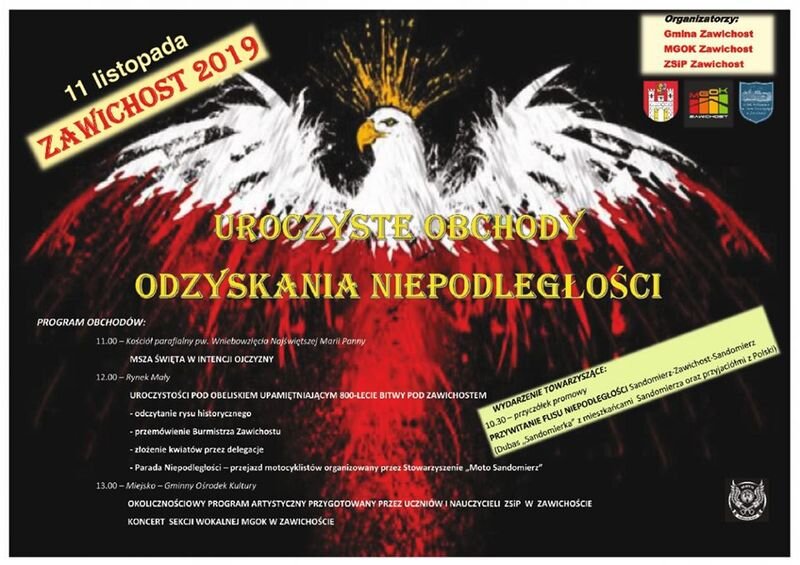 11 listopada
ZAWICHOST 2019
Organizatorzy:
Gmina Zawichost
MGOK Zawichost
ZSiP Zawichost
MGOK
ZAWICHOST
UROCZYSTE OBCHODY
ODZYSKANIA NIEPODLEGŁOŚCI
PROGRAM OBCHODÓW:
11.00 – Kościół parafialny pw. Wniebowzięcia Najświętszej Marii Panny
MSZA ŚWIĘTA W INTENCJI OJCZYZNY
12.00 – Rynek Mały
UROCZYSTOŚCI POD OBELISKIEM UPAMIĘTNIAJĄCYM 800-LECIE BITWY POD ZAWICHOSTEM
- odczytanie rysu historycznego
- przemówienie Burmistrza Zawichostu
- złożenie kwiatów przez delegacje
- Parada Niepodległości – przejazd motocyklistów organizowany przez Stowarzyszenie „Moto Sandomierz”
13.00 – Miejsko – Gminny Ośrodek Kultury
OKOLICZNOŚCIOWY PROGRAM ARTYSTYCZNY PRZYGOTOWANY PRZEZ UCZNIÓW I NAUCZYCIELI ZSiP W ZAWICHOŚCIE
KONCERT SEKCJI WOKALNEJ MGOK W ZAWICHOŚCIE
WYDARZENIE TOWARZYSZĄCE:
10.30 – przyczółek promowy
PRZYWITANIE FLISU NIEPODLEGŁOŚCI Sandomierz-Zawichost-Sandomierz
(Dubas „Sandomierka” z mieszkańcami Sandomierza oraz przyjaciółmi z Polski)